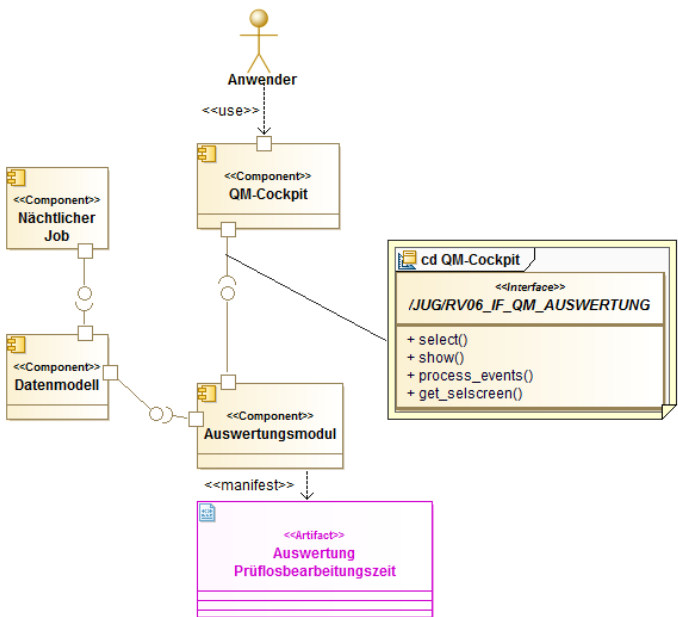 Anwender
<<use>>
<<Component>>
QM-Cockpit
<<Component>>
Nächtlicher
Job
cd QM-Cockpit
<<Interface>>
/JUG/RV06_IF_QM_AUSWERTUNG
+ select()
+ show()
+ process_events()
+ get_selscreen()
<<Component>>
Datenmodell
<<Component>>
Auswertungsmodul
<<manifest>>
<<Artifact>>
Auswertung
Prüflosbearbeitungszeit